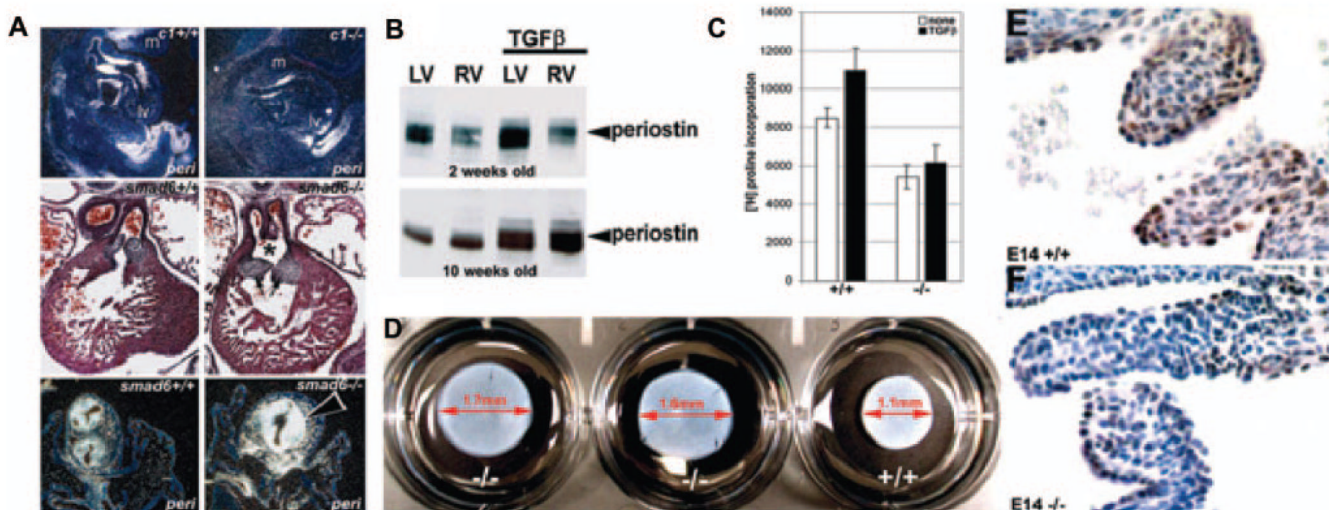 A
c1+/+
m
lv
peri
c1-/-
m
lv
peri
smad6+/+
smad6-/-
*
smad6+/+
peri
smad6-/-
peri
B
TGFβ
LV RV LV RV
periostin
2 weeks old
periostin
10 weeks old
C
none
TGFβ
[³H] proline incorporation
14000
12000
10000
8000
6000
4000
2000
0
+/+ -/-
D
1.7mm
-/-
1.6mm
-/-
1.1mm
+/+
E
E14 +/+
F
E14 -/-